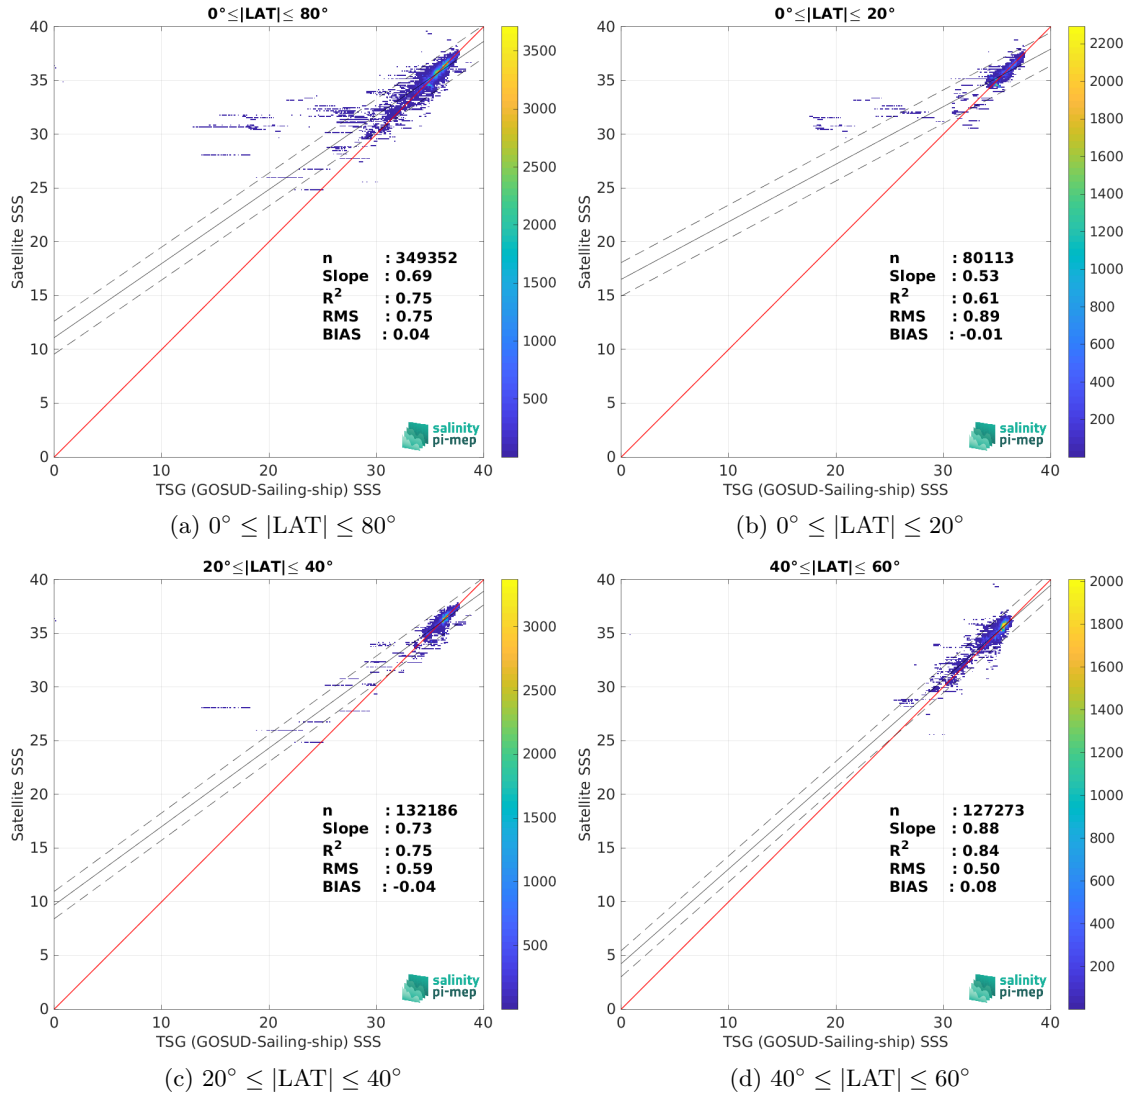 0°≤|LAT|≤ 80°
40
35
30
25
20
15
10
5
0
Satellite SSS
n : 349352
Slope : 0.69
R² : 0.75
RMS : 0.75
BIAS : 0.04
salinity
pi-mep
0 10 20 30 40
TSG (GOSUD-Sailing-ship) SSS
3500
3000
2500
2000
1500
1000
500
(a) 0° ≤ |LAT| ≤ 80°
0°≤|LAT|≤ 20°
40
35
30
25
20
15
10
5
0
Satellite SSS
n : 80113
Slope : 0.53
R² : 0.61
RMS : 0.89
BIAS : -0.01
salinity
pi-mep
0 10 20 30 40
TSG (GOSUD-Sailing-ship) SSS
2200
2000
1800
1600
1400
1200
1000
800
600
400
200
(b) 0° ≤ |LAT| ≤ 20°
20°≤|LAT|≤ 40°
40
35
30
25
20
15
10
5
0
Satellite SSS
n : 132186
Slope : 0.73
R² : 0.75
RMS : 0.59
BIAS : -0.04
salinity
pi-mep
0 10 20 30 40
TSG (GOSUD-Sailing-ship) SSS
3000
2500
2000
1500
1000
500
(c) 20° ≤ |LAT| ≤ 40°
40°≤|LAT|≤ 60°
40
35
30
25
20
15
10
5
0
Satellite SSS
n : 127273
Slope : 0.88
R² : 0.84
RMS : 0.50
BIAS : 0.08
salinity
pi-mep
0 10 20 30 40
TSG (GOSUD-Sailing-ship) SSS
2000
1800
1600
1400
1200
1000
800
600
400
200
(d) 40° ≤ |LAT| ≤ 60°